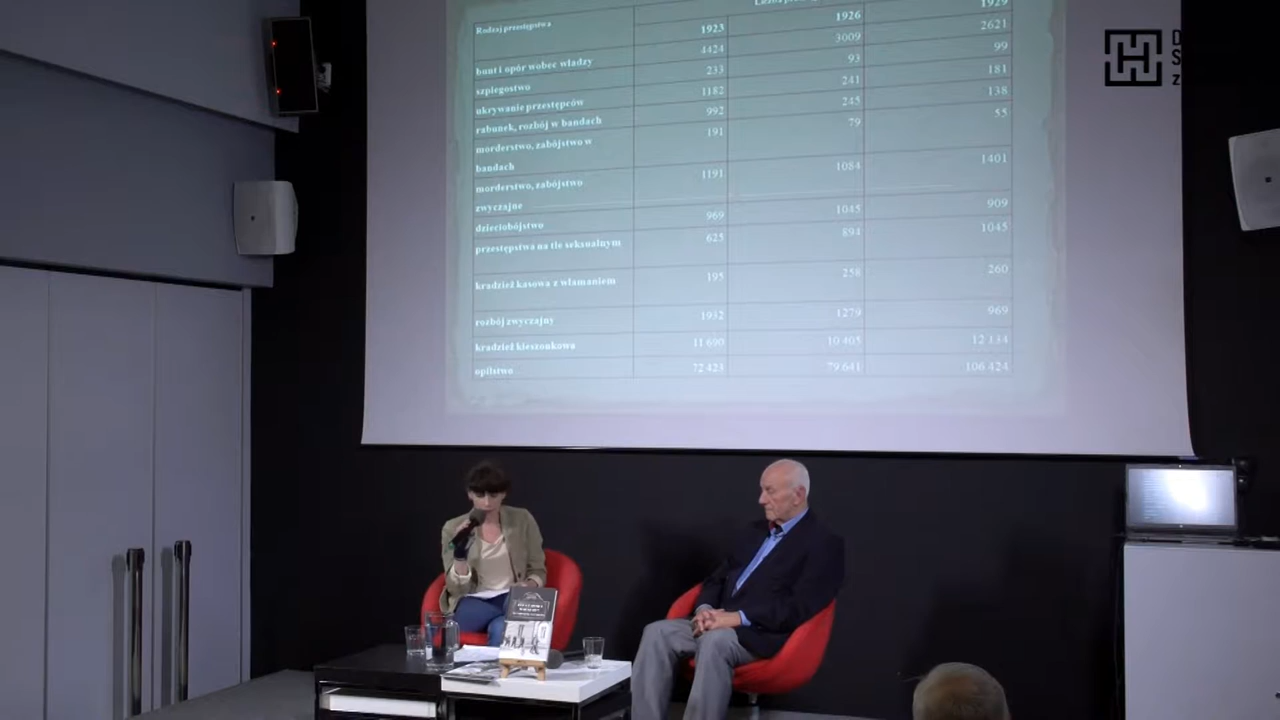 Rodzaj przestępstwa
1923 1926 1929
4424 3009 2621
bunt i opór wobec władzy
233 93 99
szpiegostwo
1182 241 181
ukrywanie przestępców
992 245 138
rabunek, rozbój w bandach
191 79 55
morderstwo, zabójstwo w
bandach
1191 1084 1401
morderstwo, zabójstwo
zwyczajne
969 1045 909
dzieciobójstwo
625 894 1045
przestępstwa na tle seksualnym
195 258 260
kradzież kasowa z włamaniem
rozbój zwyczajny 1932 1279 969
kradzież kieszonkowa 11 690 10 405 12 134
opilstwo 72 423 79 641 106 424